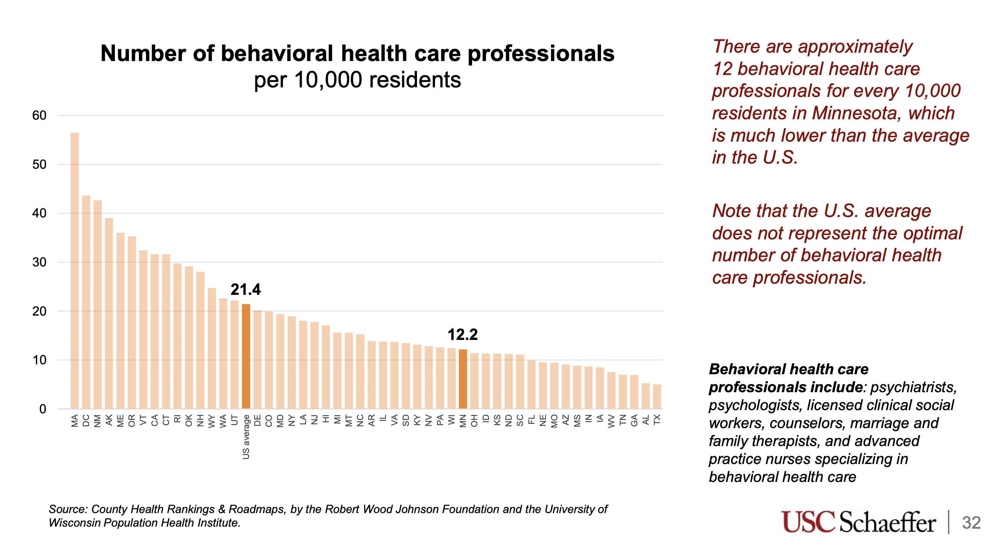 Number of behavioral health care professionals
per 10,000 residents
60
50
40
30
20
10
0
21.4
12.2
MA
DC
NM
AK
ME
OR
VT
CA
CT
RI
OK
NH
WY
WA
UT
US average
DE
CO
MD
NY
LA
NJ
HI
MI
MT
NC
AR
IL
VA
SD
KY
NV
PA
WI
MN
OH
ID
KS
ND
SC
FL
NE
MO
AZ
MS
IN
IA
WV
TN
GA
AL
TX
There are approximately
12 behavioral health care
professionals for every 10,000
residents in Minnesota, which
is much lower than the average
in the U.S.
Note that the U.S. average
does not represent the optimal
number of behavioral health
care professionals.
Behavioral health care
professionals include: psychiatrists,
psychologists, licensed clinical social
workers, counselors, marriage and
family therapists, and advanced
practice nurses specializing in
behavioral health care
Source: County Health Rankings & Roadmaps, by the Robert Wood Johnson Foundation and the University of
Wisconsin Population Health Institute.
USC Schaeffer
32